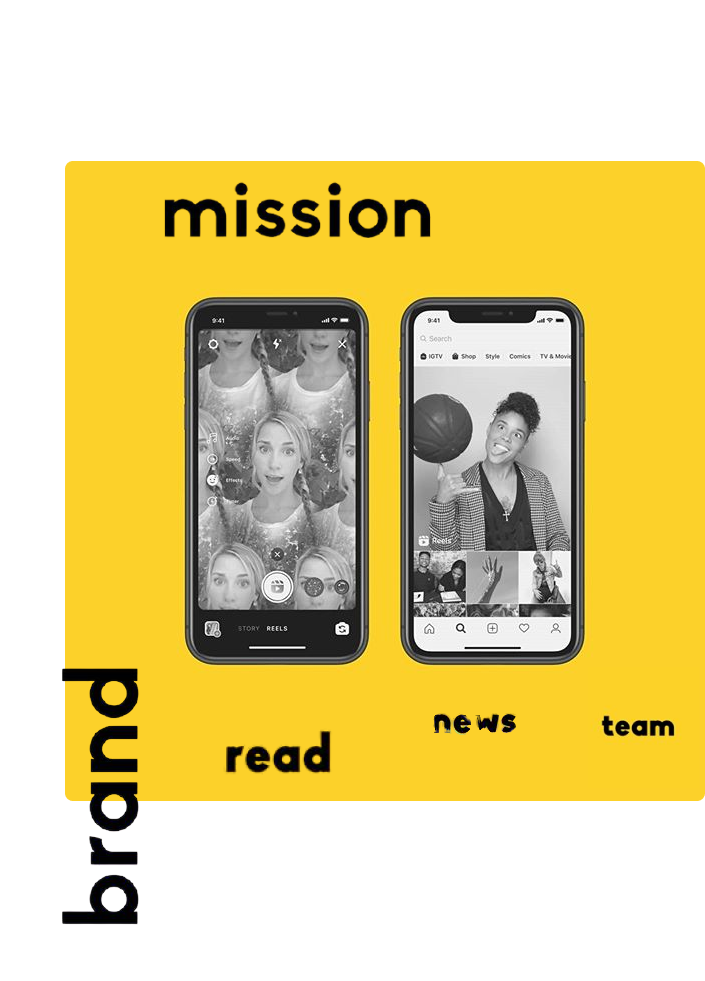 mission
9:41
9:41
Search
IGTV Shop Style Comics TV & Movie
Audio
Speed
Effects
Timer
Reels
STORY REELS
brand
news
team
read